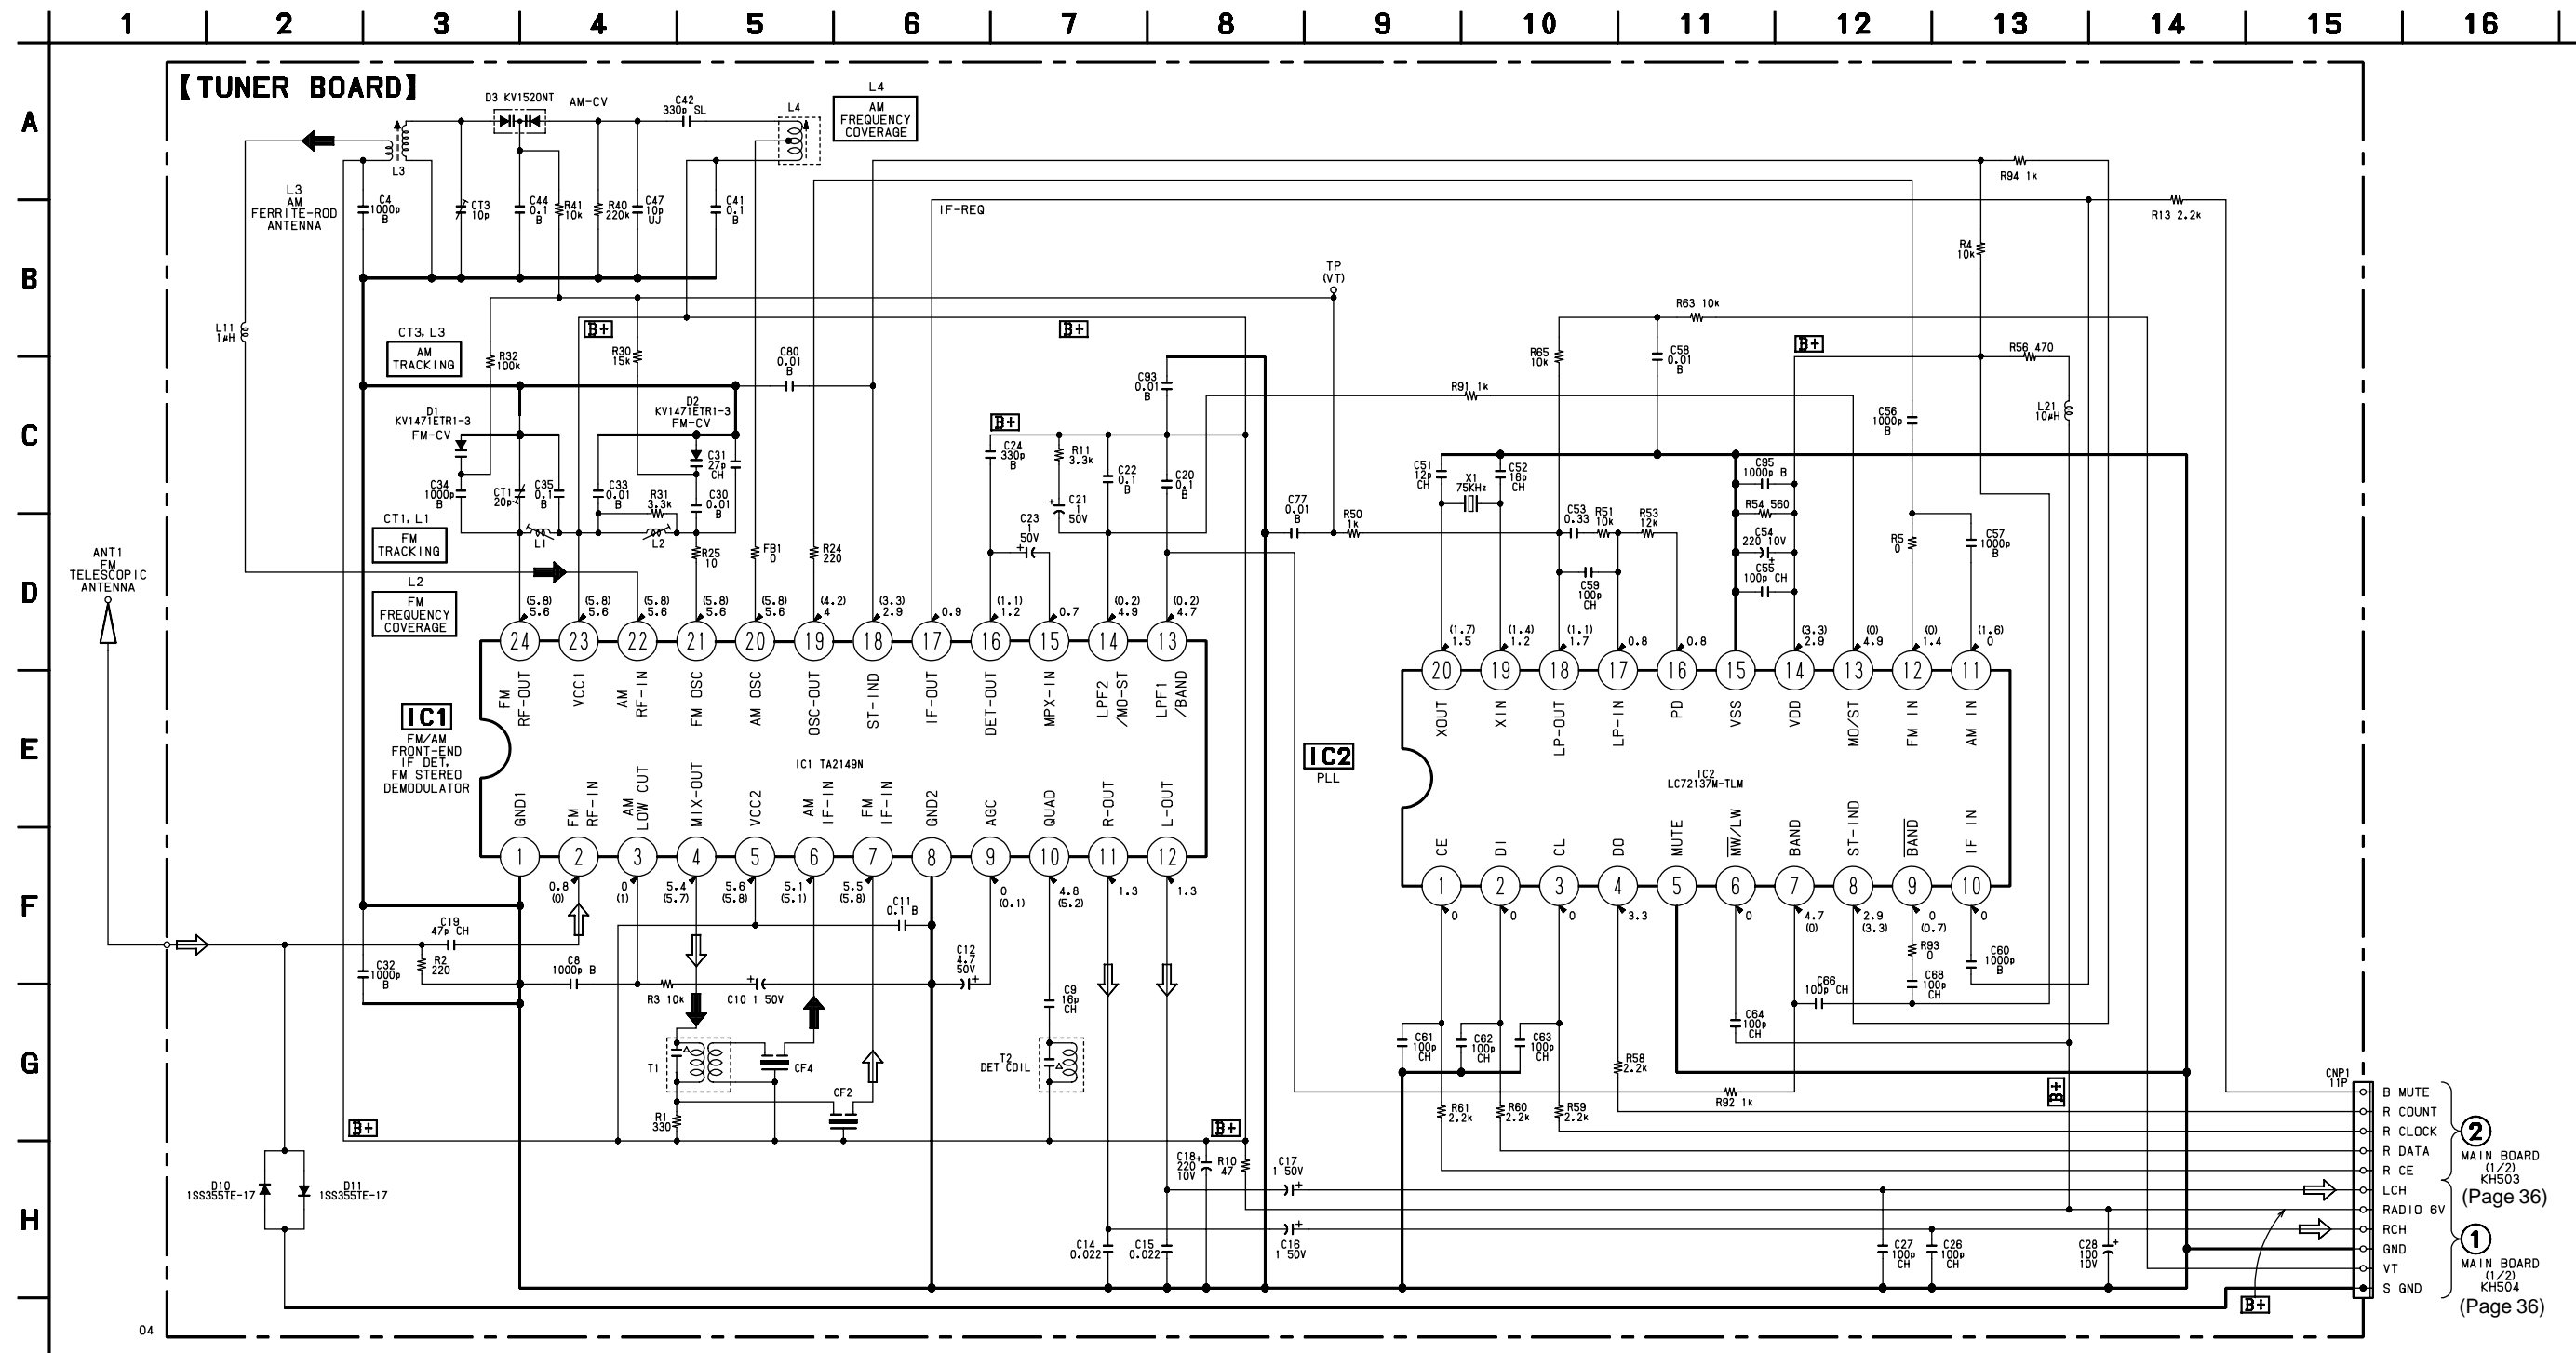 1 2 3 4 5 6 7 8 9 10 11 12 13 14 15 16
A
B
C
D
E
F
G
H
【TUNER BOARD】
D3 KV1520NT
AM-CV
C42
330p SL
L4
L4
AM
FREQUENCY
COVERAGE
L3
L3
AM
FERRITE-ROD
ANTENNA
C4
1000p
B
CT3
10p
C44
0.1
B
R41
10k
R40
220k
C47
10p
UJ
C41
0.1
B
IF-REQ
R94 1k
R13 2.2k
R4
10k
TP
(VT)
R63 10k
L11
1μH
CT3, L3
AM
TRACKING
R32
100k
B+
R30
15k
C80
0.01
B
B+
C93
0.01
B
R65
10k
C58
0.01
B
B+
R56 470
R91 1k
L21
10μH
D1
KV1471ETR1-3
FM-CV
D2
KV1471ETR1-3
FM-CV
C31
27p
CH
B+
C24
330p
B
R11
3.3k
C22
0.1
B
C20
0.1
B
C56
1000p
B
C51
12p
CH
X1
75KHz
C52
16p
CH
C95
1000p B
C34
1000p
B
CT1
20p
C35
0.1
B
C33
0.01
B
R31
3.3k
C30
0.01
B
C21
1
50V
C23
1
50V
C77
0.01
B
R50
1k
C53
0.33
R51
10k
R53
12k
R54 560
C54
220 10V
C55
100p CH
R5
0
C57
1000p
B
CT1, L1
FM
TRACKING
L1
L2
R25
10
FB1
0
R24
220
C59
100p
CH
ANT1
FM
TELESCOPIC
ANTENNA
L2
FM
FREQUENCY
COVERAGE
(5.8)
5.6
(5.8)
5.6
(5.8)
5.6
(5.8)
5.6
(5.8)
5.6
(4.2)
4
(3.3)
2.9
0.9
(1.1)
1.2
0.7
(0.2)
4.9
(0.2)
4.7
24 23 22 21 20 19 18 17 16 15 14 13
FM
RF-OUT
VCC1
AM
RF-IN
FM OSC
AM OSC
OSC-OUT
ST-IND
IF-OUT
DET-OUT
MPX-IN
LPF2
/MO-ST
LPF1
/BAND
IC1
FM/AM
FRONT-END
IF DET,
FM STEREO
DEMODULATOR
IC1 TA2149N
GND1
FM
RF-IN
AM
LOW CUT
MIX-OUT
VCC2
AM
IF-IN
FM
IF-IN
GND2
AGC
QUAD
R-OUT
L-OUT
1 2 3 4 5 6 7 8 9 10 11 12
0.8
(0)
0
(1)
5.4
(5.7)
5.6
(5.8)
5.1
(5.1)
5.5
(5.8)
0
(0.1)
4.8
(5.2)
1.3
1.3
(1.7)
1.5
(1.4)
1.2
(1.1)
1.7
0.8
0.8
(3.3)
2.9
(0)
4.9
(0)
1.4
(1.6)
0
20 19 18 17 16 15 14 13 12 11
XOUT
XIN
LP-OUT
LP-IN
PD
VSS
VDD
MO/ST
FM IN
AM IN
IC2
PLL
IC2
LC72137M-TLM
CE
DI
CL
DO
MUTE
MW/LW
BAND
ST-IND
BAND
IF IN
1 2 3 4 5 6 7 8 9 10
0
0
0
3.3
0
4.7
(0)
2.9
(3.3)
0
(0.7)
0
C19
47p CH
R2
220
C32
1000p
B
C8
1000p B
R3 10k
C10 1 50V
C11
0.1 B
C12
4.7
50V
C9
16p
CH
T1
CF4
CF2
R1
330
T2
DET COIL
R93
0
C60
1000p
B
C66
100p CH
C68
100p
CH
C64
100p
CH
C61
100p
CH
C62
100p
CH
C63
100p
CH
R58
2.2k
R92 1k
R61
2.2k
R60
2.2k
R59
2.2k
B+
B+
B+
B+
D10
1SS355TE-17
D11
1SS355TE-17
C18
220
10V
R10
47
C17
1 50V
C14
0.022
C15
0.022
C16
1 50V
C27
100p
CH
C26
100p
CH
C28
100
10V
CNP1
11P
B MUTE
R COUNT
R CLOCK
R DATA
R CE
LCH
RADIO 6V
RCH
GND
VT
S GND
2
MAIN BOARD
(1/2)
KH503
(Page 36)
1
MAIN BOARD
(1/2)
KH504
(Page 36)
04